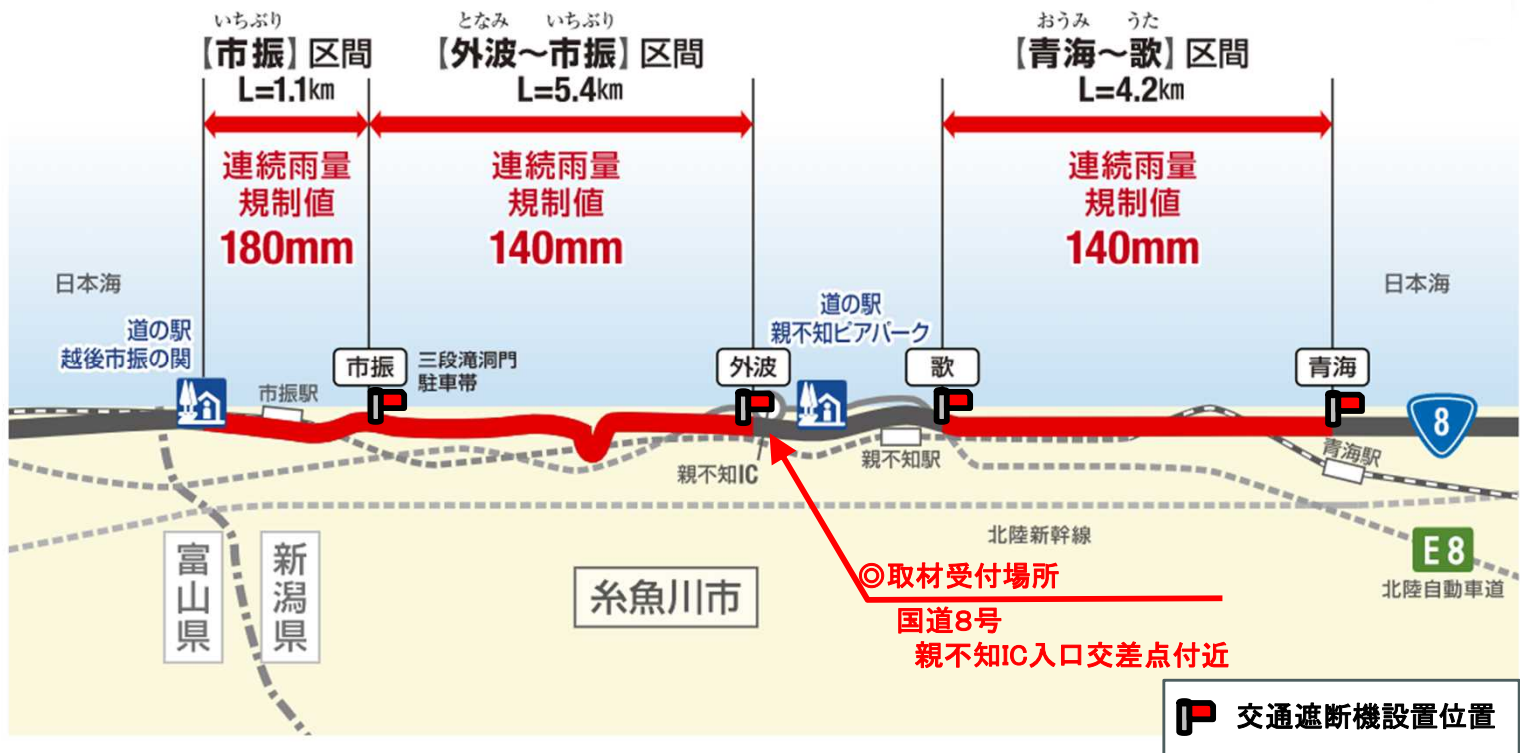 いちぶり
【市振】区間
L=1.1km
となみ いちぶり
【外波～市振】区間
L=5.4km
おうみ うた
【青海～歌】区間
L=4.2km
連続雨量
規制値
180mm
連続雨量
規制値
140mm
連続雨量
規制値
140mm
日本海
日本海
道の駅
越後市振の関
市振駅
市振
三段滝洞門
駐車帯
外波
道の駅
親不知ピアパーク
歌
青海
8
親不知IC
親不知駅
青海駅
北陸新幹線
富山県
新潟県
糸魚川市
◎取材受付場所
国道8号
親不知IC入口交差点付近
E8
北陸自動車道
交通遮断機設置位置